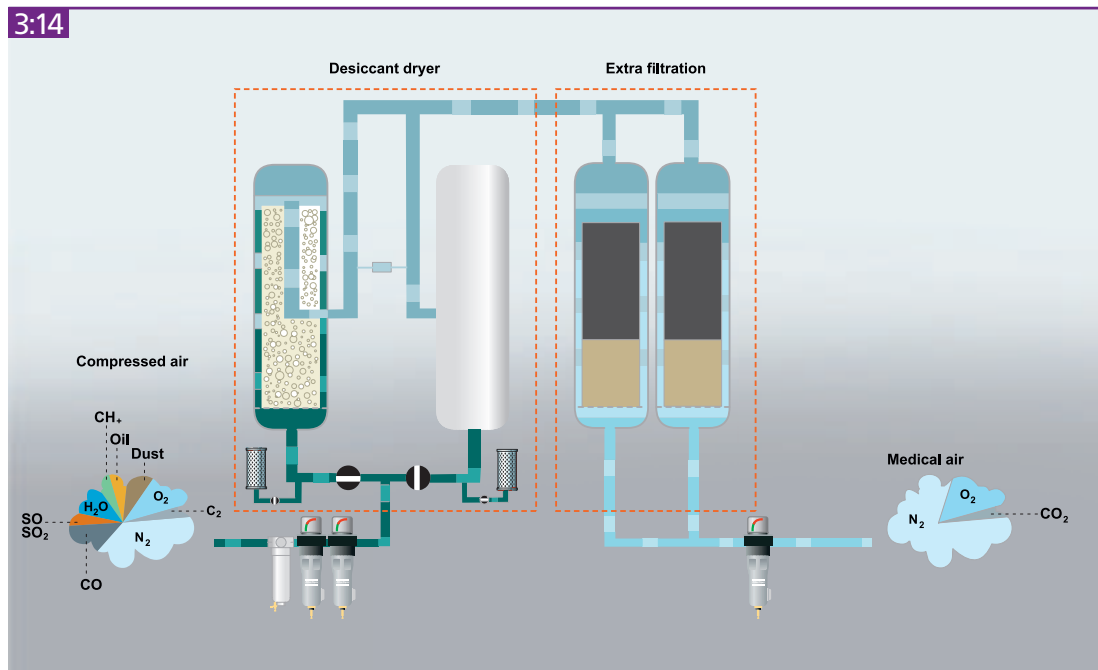 3:14
Desiccant dryer
Extra filtration
Compressed air
CH₊
Oil
Dust
O₂
H₂O
C₂
SO
SO₂
N₂
CO
Medical air
O₂
N₂
CO₂